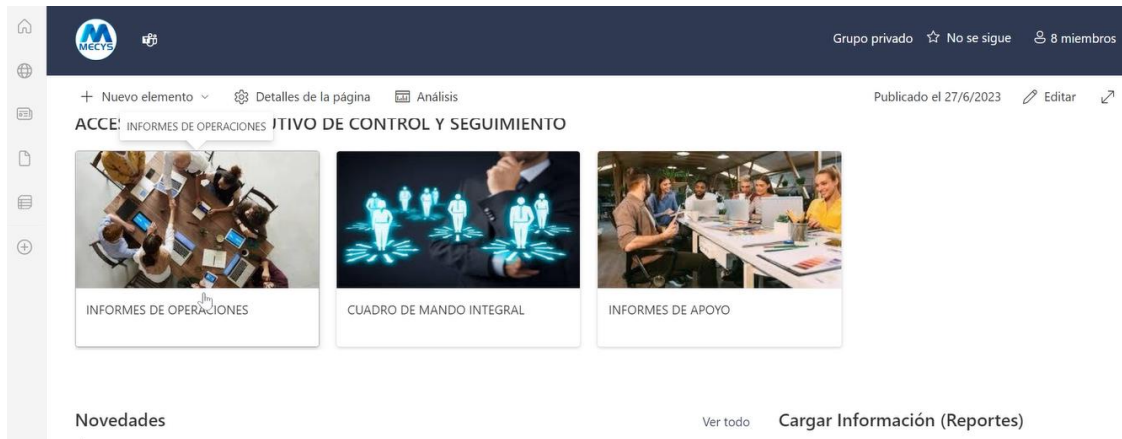 MECYS
Grupo privado No se sigue 8 miembros
Nuevo elemento Detalles de la página Análisis Publicado el 27/6/2023 Editar
INFORMES DE OPERACIONES
DE CONTROL Y SEGUIMIENTO
INFORMES DE OPERACIONES CUADRO DE MANDO INTEGRAL INFORMES DE APOYO
Novedades Ver todo Cargar Información (Reportes)